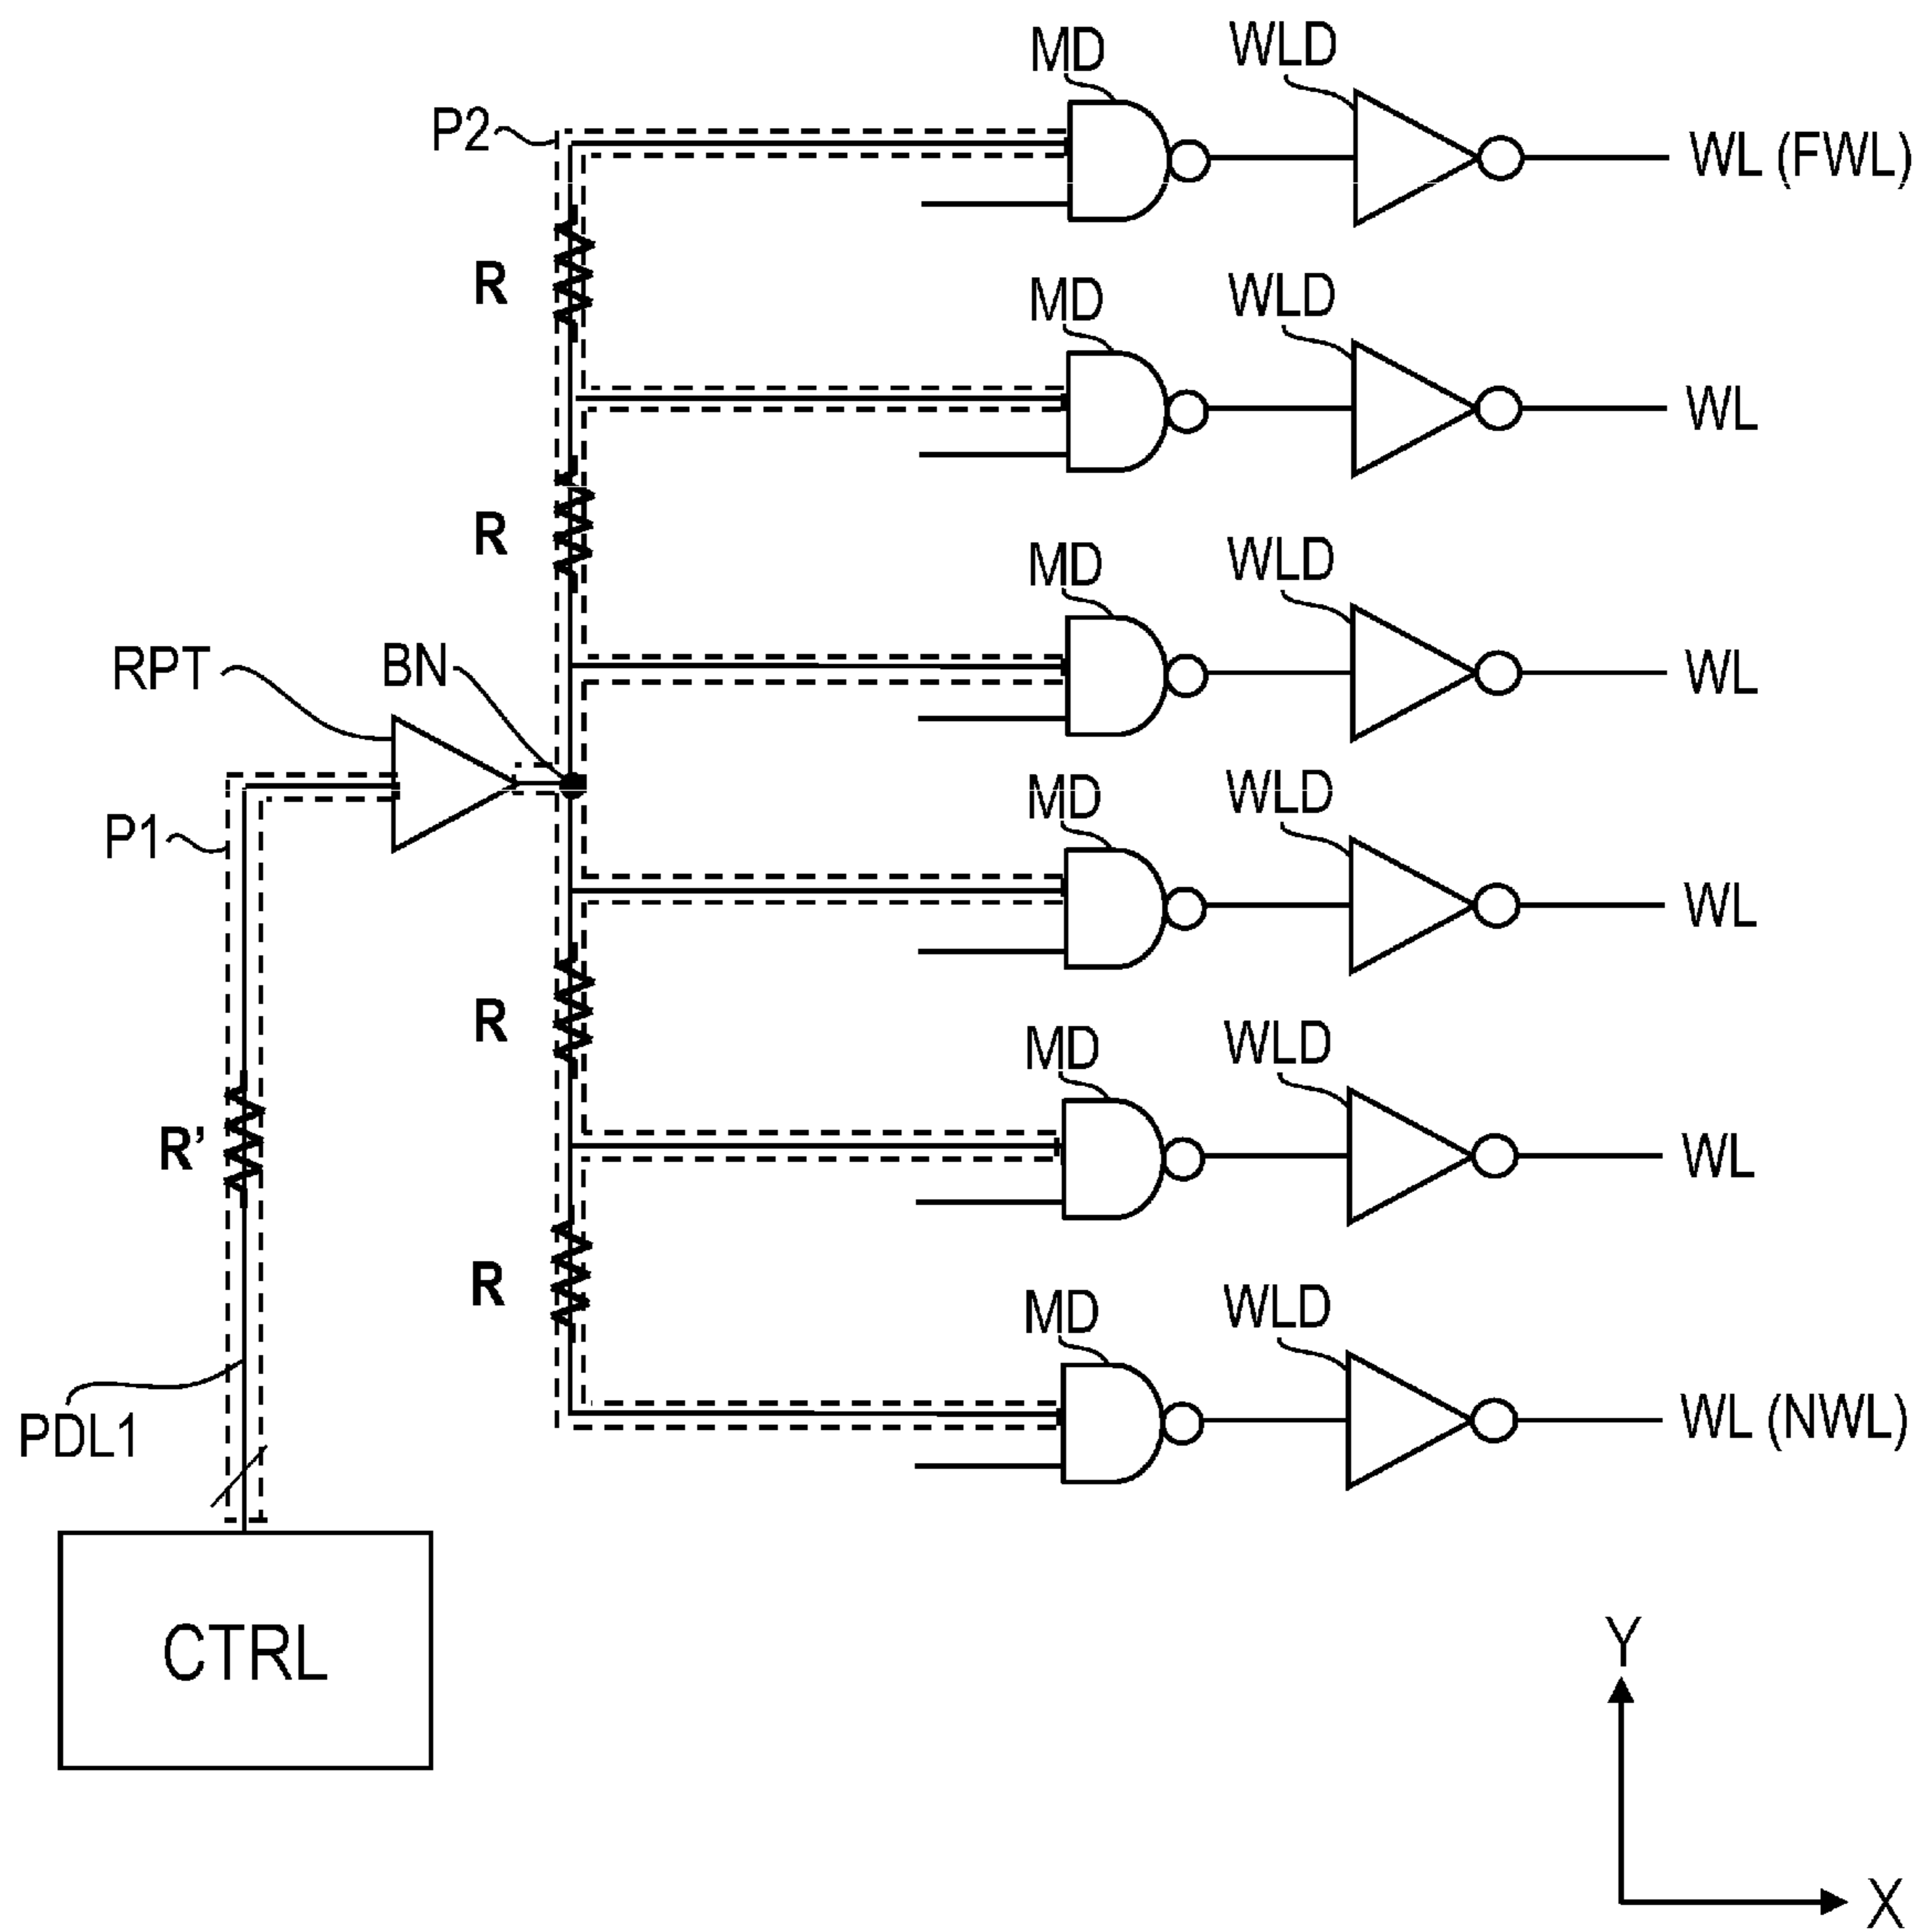 MD WLD
P2 WL (FWL)
R
MD WLD
WL
R
MD WLD
RPT BN WL
MD WLD
P1
WL
R
MD WLD
R’ WL
R
MD WLD
PDL1 WL (NWL)
CTRL
Y
X